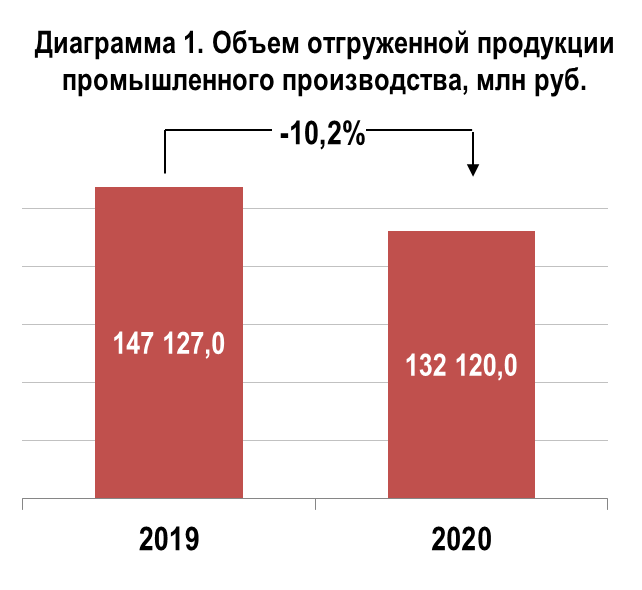 Диаграмма 1. Объем отгруженной продукции
промышленного производства, млн руб.
-10,2%
147 127,0
132 120,0
2019
2020